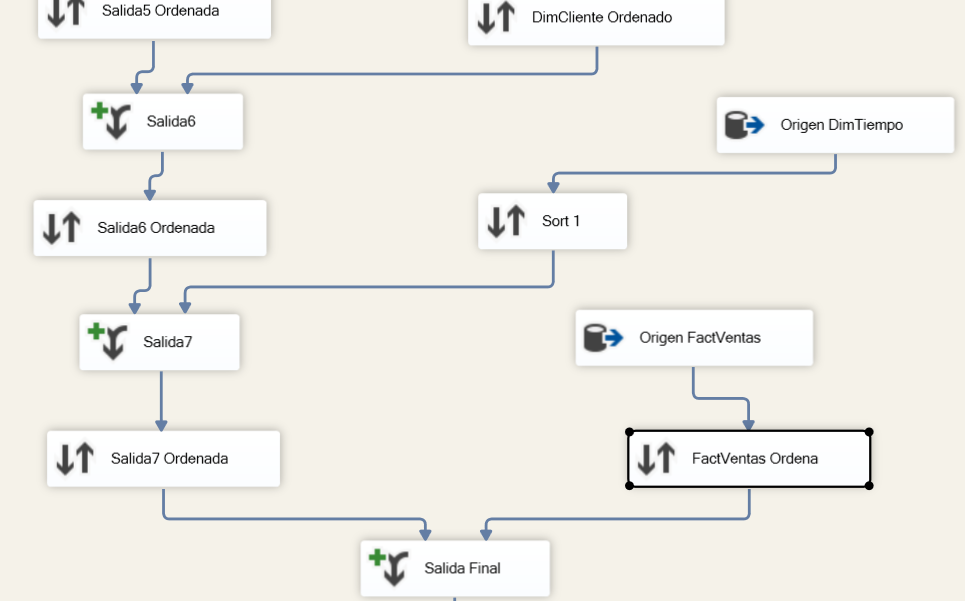 Salida5 Ordenada
DimCliente Ordenado
Salida6
Origen DimTiempo
Salida6 Ordenada
Sort 1
Salida7
Origen FactVentas
Salida7 Ordenada
FactVentas Ordena
Salida Final